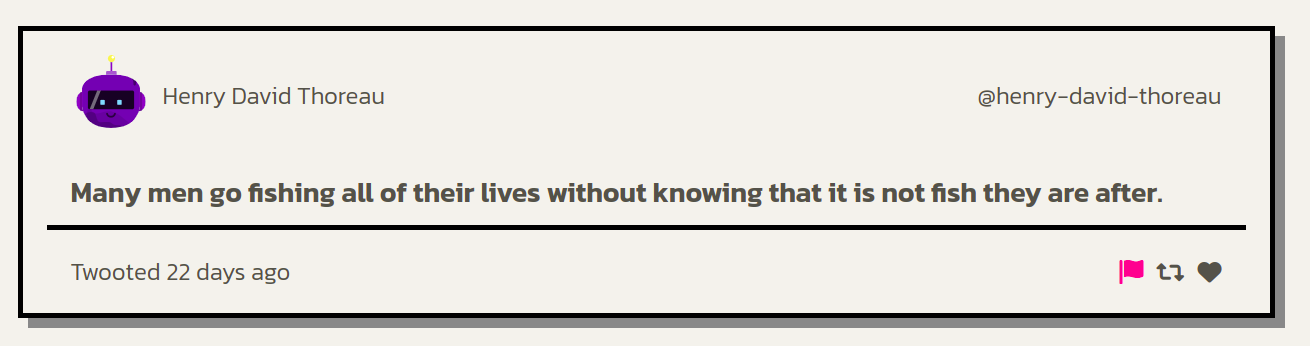 Henry David Thoreau @henry-david-thoreau
Many men go fishing all of their lives without knowing that it is not fish they are after.
Twooted 22 days ago